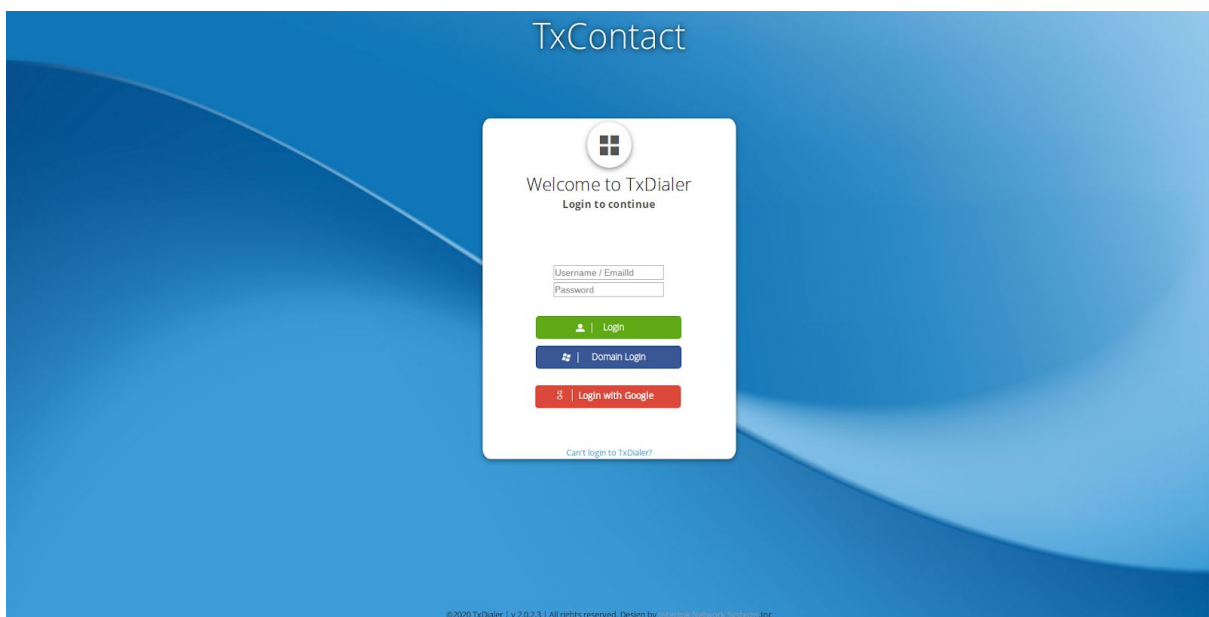 TxContact
Welcome to TxDialer
Login to continue
Username / EmailId
Password
Login
Domain Login
g Login with Google
Can't login to TxDialer?
©2020 TxDialer | v 2.0.2.3 | All rights reserved. Design by Interlink Network Systems, Inc